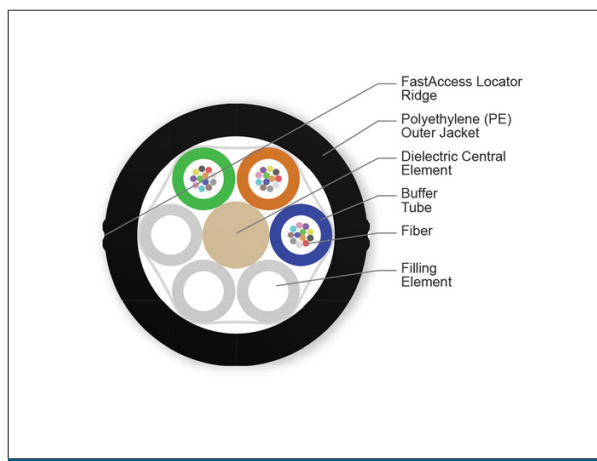 FastAccess Locator
Ridge
Polyethylene (PE)
Outer Jacket
Dielectric Central
Element
Buffer
Tube
Fiber
Filling
Element